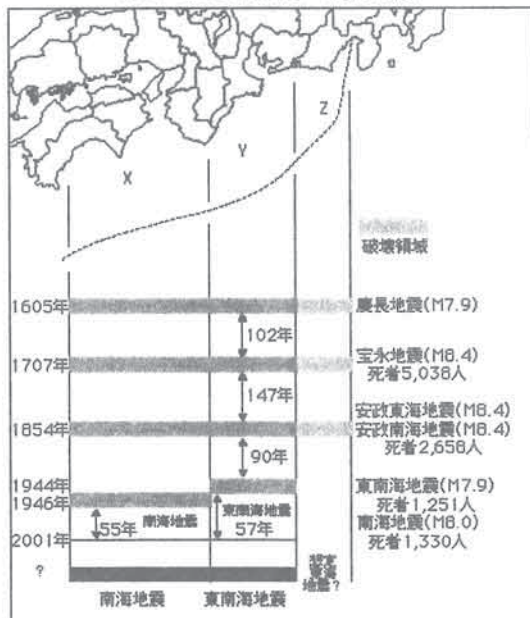 Z
Y
X
破壊領域
1605年
慶長地震(M7.9)
102年
1707年
宝永地震(M8.4)
死者5,038人
147年
安政東海地震(M8.4)
1854年
安政南海地震(M8.4)
死者2,658人
90年
1944年
東南海地震(M7.9)
1946年
死者1,251人
南海地震
東南海地震
55年
57年
南海地震(M8.0)
2001年
死者1,330人
?
想定
東海
地震?
南海地震
東南海地震